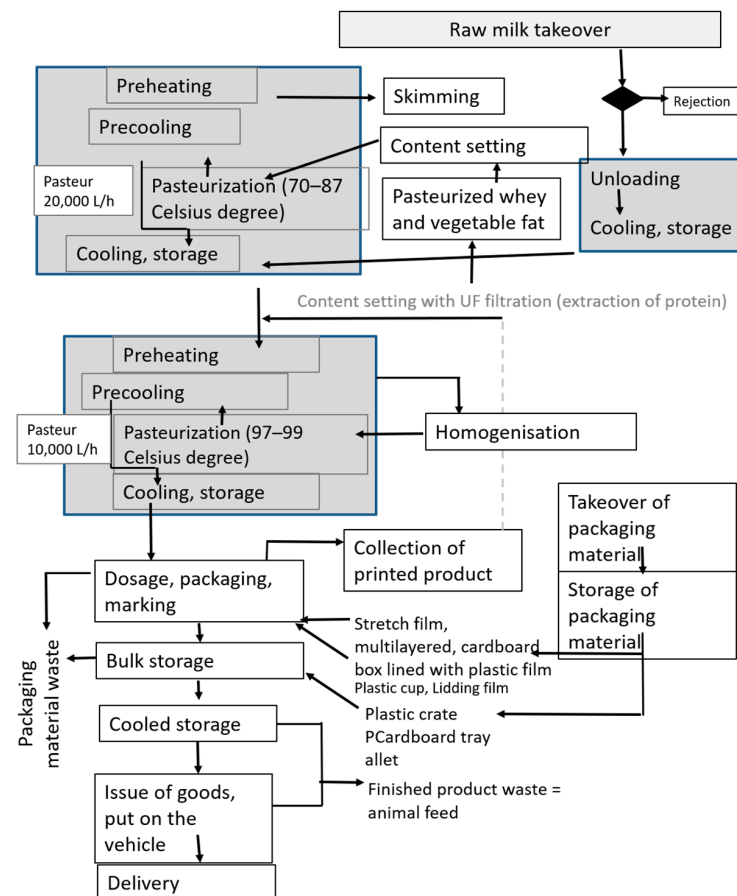 Raw milk takeover
Preheating
Skimming
Rejection
Precooling
Content setting
Pasteur
20,000 L/h
Pasteurization (70–87
Celsius degree)
Pasteurized whey
and vegetable fat
Unloading
Cooling, storage
Cooling, storage
Content setting with UF filtration (extraction of protein)
Preheating
Precooling
Pasteur
10,000 L/h
Pasteurization (97–99
Celsius degree)
Homogenisation
Cooling, storage
Takeover of
packaging
material
Collection of
printed product
Dosage, packaging,
marking
Storage of
packaging
material
Stretch film,
multilayered, cardboard
box lined with plastic film
Plastic cup, Lidding film
Bulk storage
Packaging
material waste
Plastic crate
PCardboard tray
allet
Cooled storage
Issue of goods,
put on the
vehicle
Finished product waste =
animal feed
Delivery